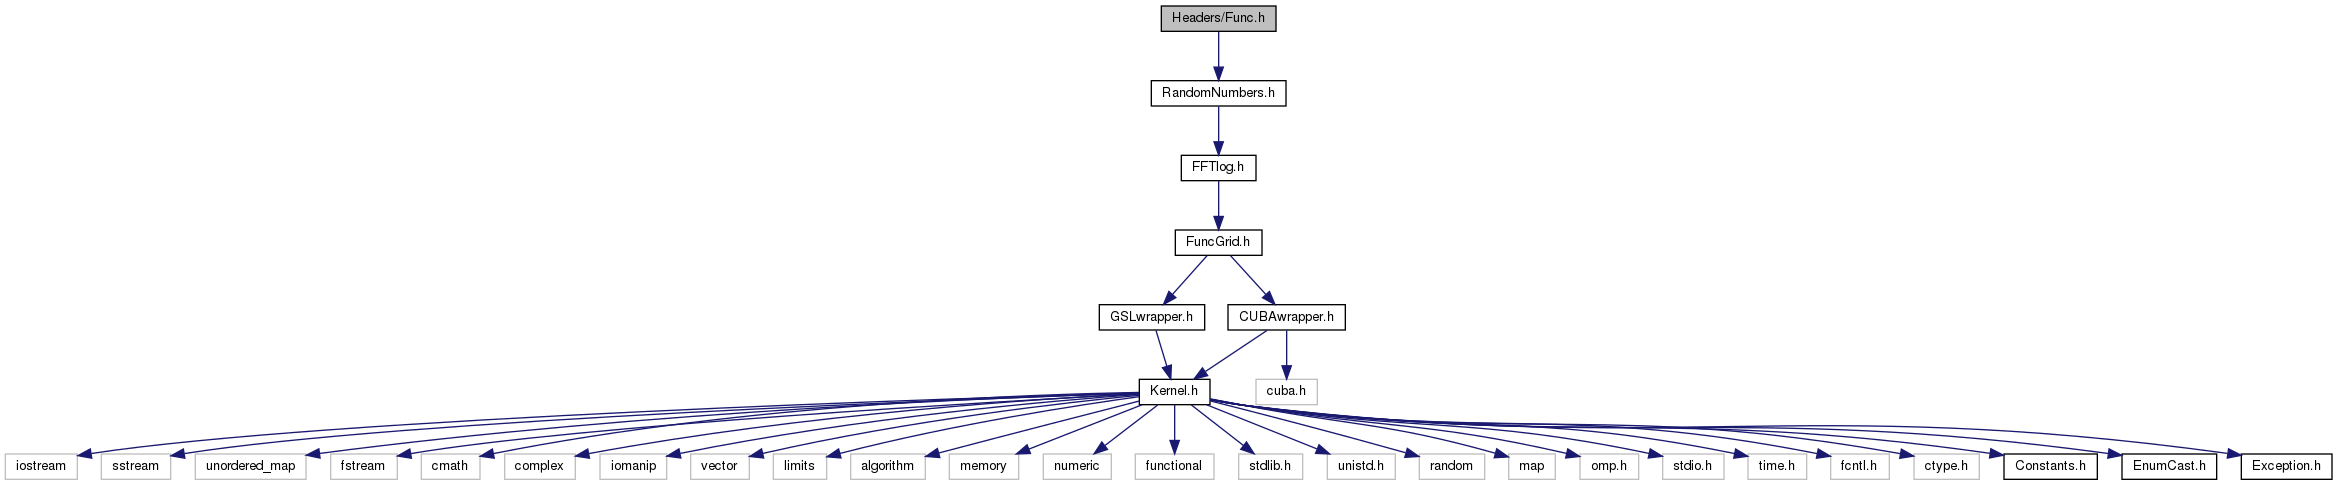 Headers/Func.h
RandomNumbers.h
FFTlog.h
FuncGrid.h
GSLwrapper.h
CUBAwrapper.h
Kernel.h
cuba.h
iostream
sstream
unordered_map
fstream
cmath
complex
iomanip
vector
limits
algorithm
memory
numeric
functional
stdlib.h
unistd.h
random
map
omp.h
stdio.h
time.h
fcntl.h
ctype.h
Constants.h
EnumCast.h
Exception.h